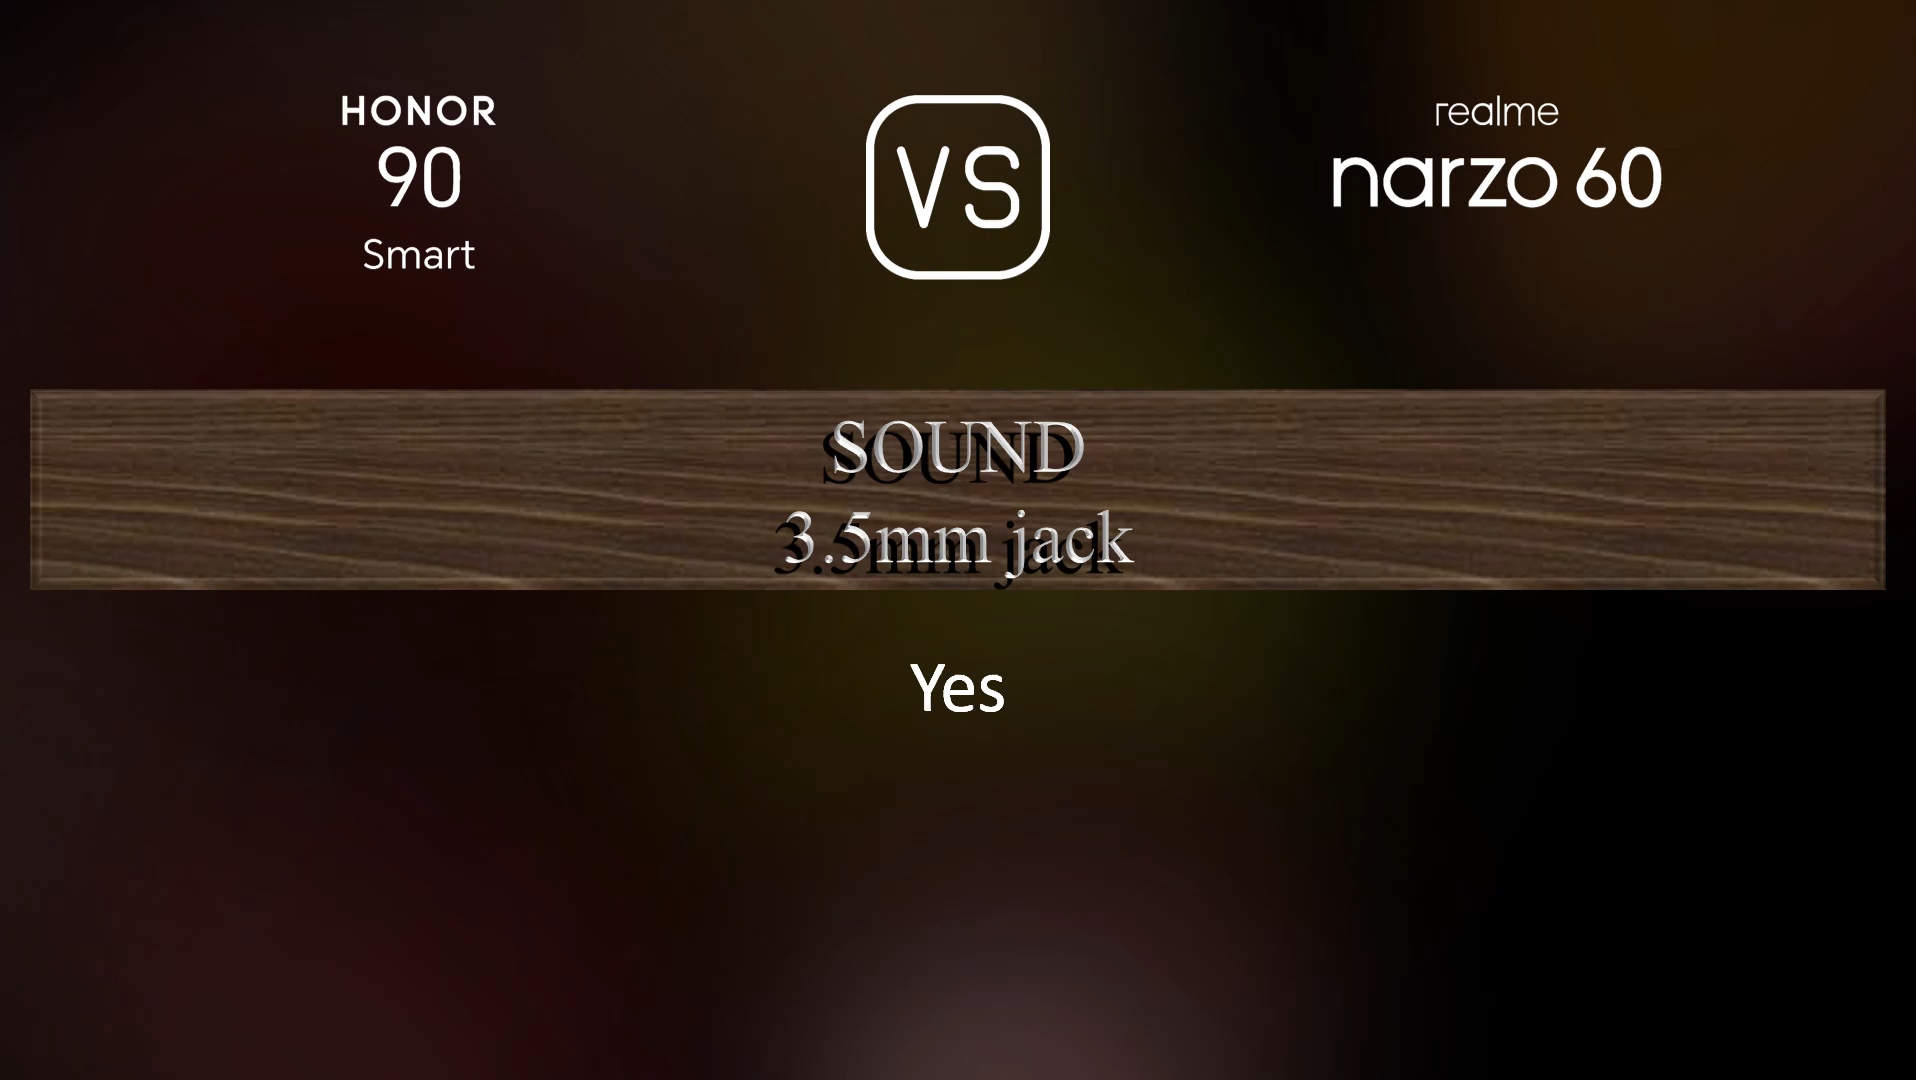 HONOR
90
Smart
VS
realme
narzo 60
SOUND
3.5mm jack
Yes